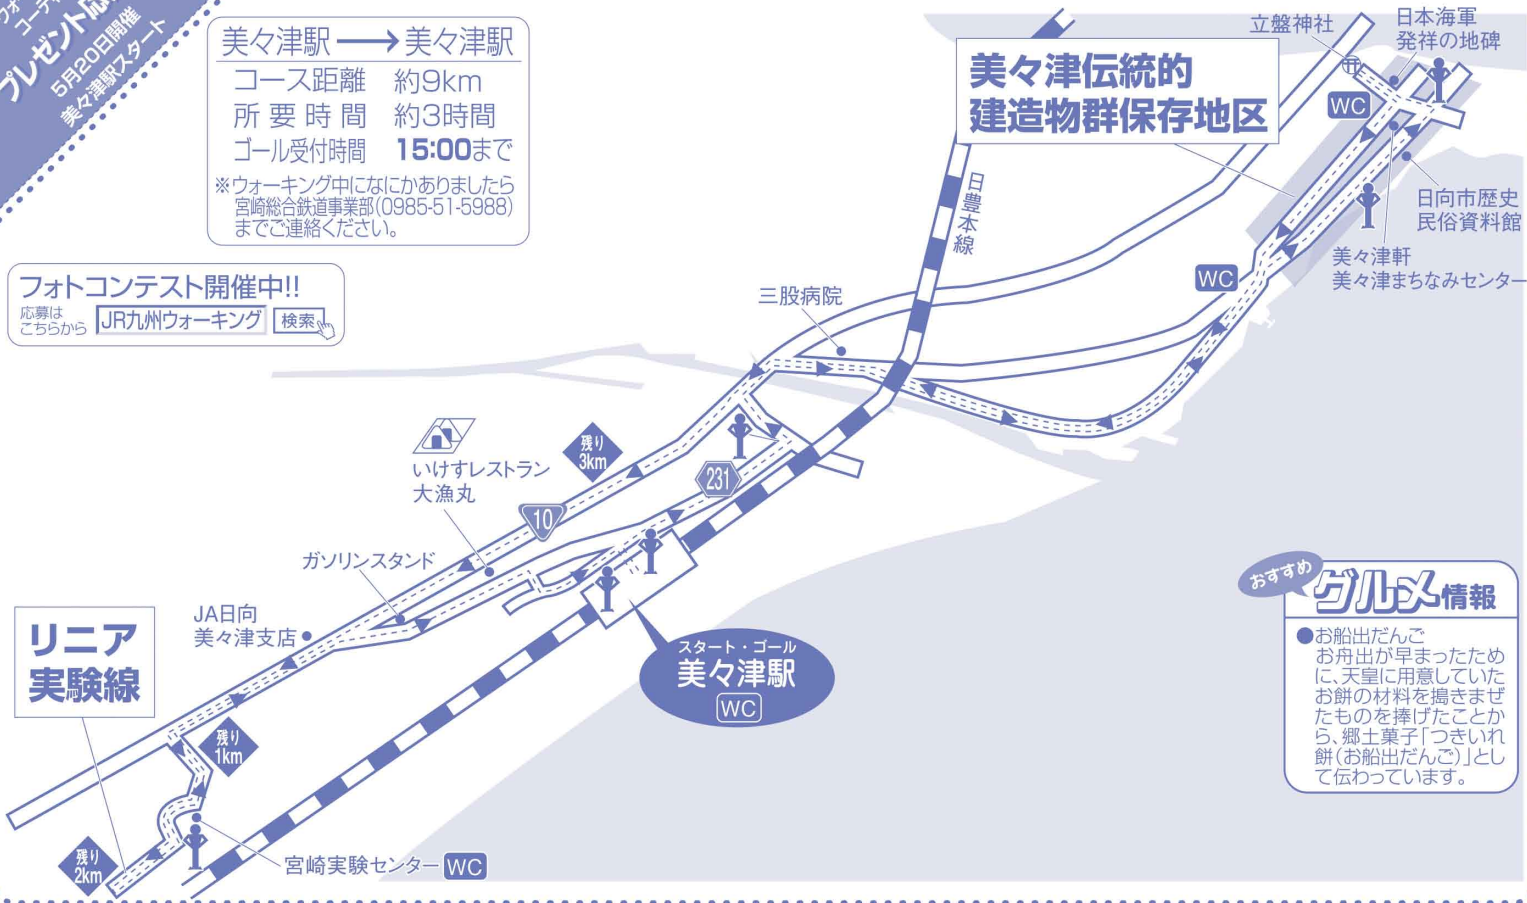 プレゼント応
5月20日開催
美々津駅スタート
美々津駅→美々津駅
コース距離 約9km
所要時間 約3時間
ゴール受付時間 15:00まで
※ウォーキング中になにかありましたら
宮崎総合鉄道事業部(0985-51-5988)
までご連絡ください。
フォトコンテスト開催中!!
応募は
こちらから
JR九州ウォーキング 検索
美々津伝統的
建造物群保存地区
立盤神社
日本海軍
発祥の地碑
WC
日向市歴史
民俗資料館
美々津軒
美々津まちなみセンター
WC
日豊本線
三股病院
残り
3km
いけすレストラン
大漁丸
231
10
ガソリンスタンド
JA日向
美々津支店
リニア
実験線
スタート・ゴール
美々津駅
WC
残り
1km
残り
2km
宮崎実験センター WC
おすすめ
グルメ情報
●お船出だんご
お舟出が早まったため
に、天皇に用意していた
お餅の材料を搗きまぜ
たものを捧げたことか
ら、郷土菓子「つきいれ
餅(お船出だんご)」とし
て伝わっています。